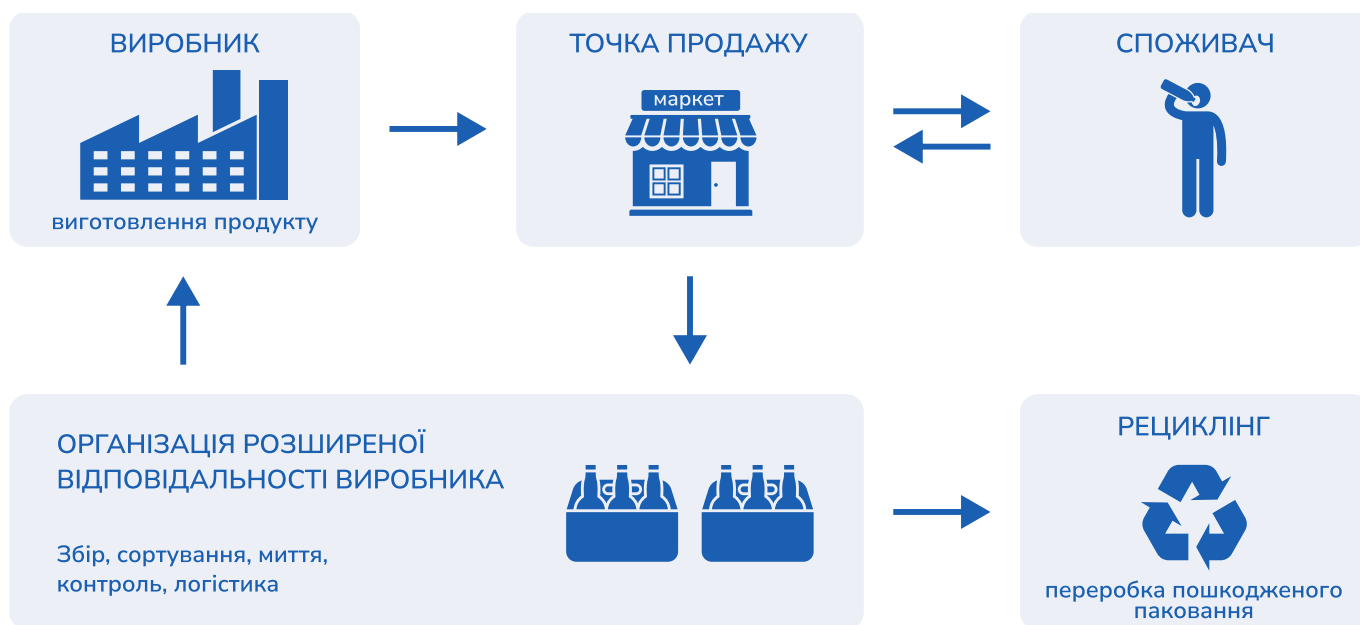 ВИРОБНИК
виготовлення продукту
ТОЧКА ПРОДАЖУ
маркет
СПОЖИВАЧ
ОРГАНІЗАЦІЯ РОЗШИРЕНОЇ
ВІДПОВІДАЛЬНОСТІ ВИРОБНИКА
Збір, сортування, миття,
контроль, логістика
РЕЦИКЛІНГ
переробка пошкодженого
паковання